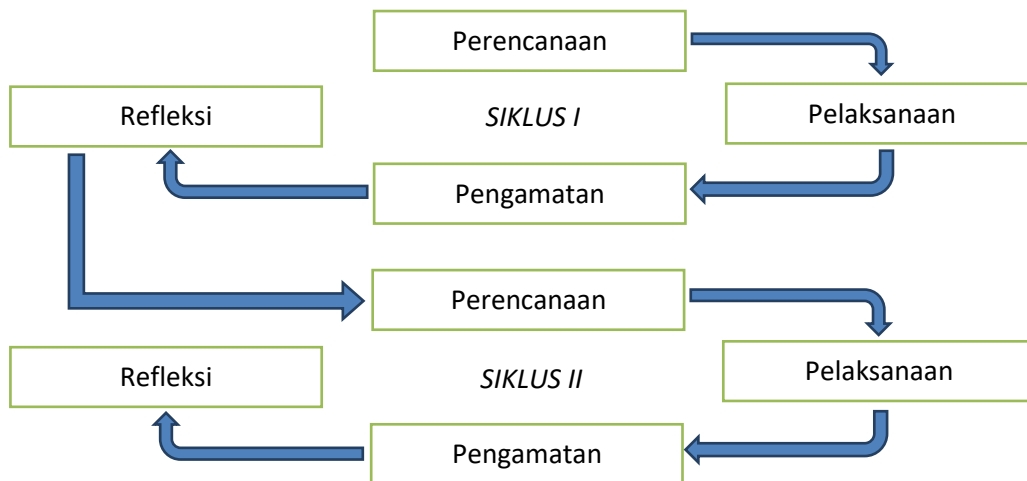 Perencanaan
Refleksi
SIKLUS I
Pelaksanaan
Pengamatan
Perencanaan
Refleksi
SIKLUS II
Pelaksanaan
Pengamatan